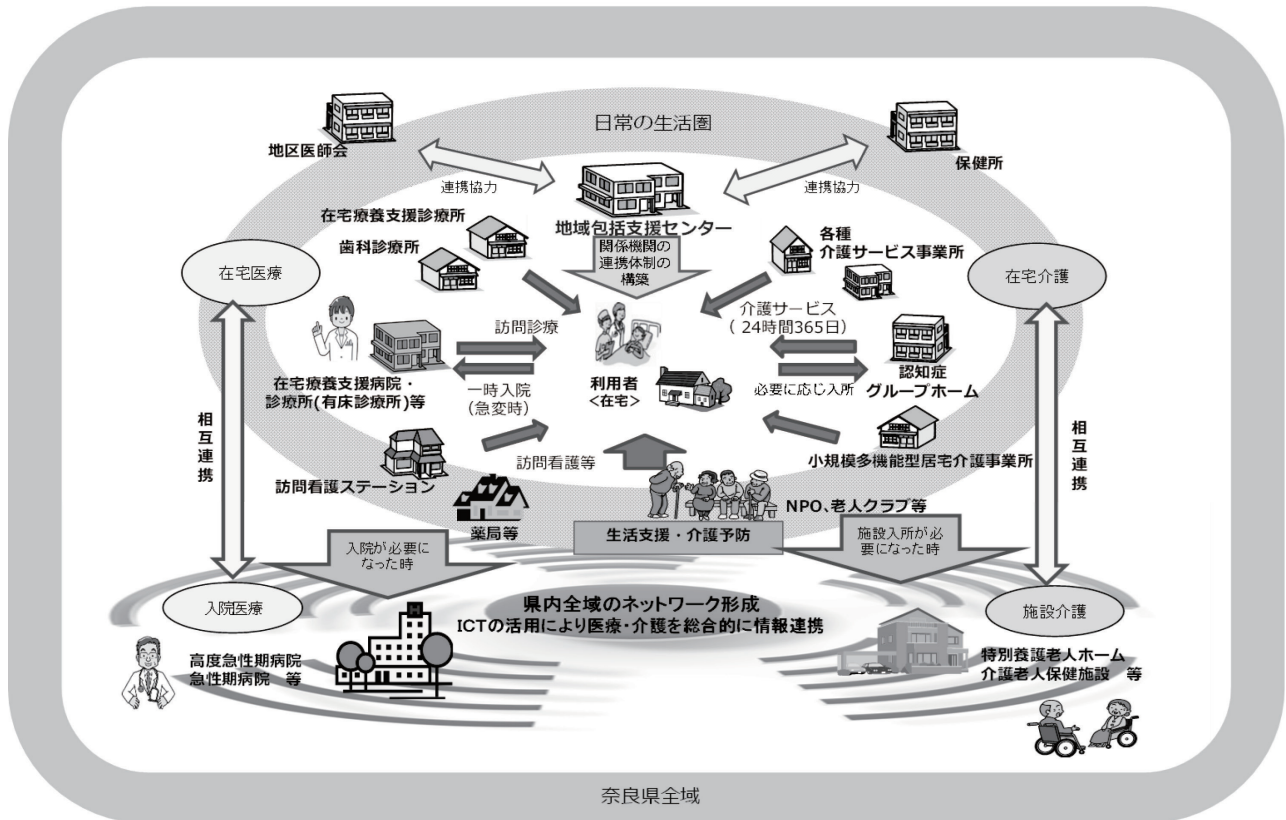 日常の生活圏
地区医師会
保健所
連携協力
連携協力
在宅療養支援診療所
歯科診療所
地域包括支援センター
関係機関の
連携体制の
構築
各種
介護サービス事業所
在宅医療
在宅介護
訪問診療
介護サービス
（24時間365日）
在宅療養支援病院・
診療所(有床診療所)等
一時入院
（急変時）
利用者
<在宅>
必要に応じ入所
認知症
グループホーム
相互連携
相互連携
訪問看護等
訪問看護ステーション
小規模多機能型居宅介護事業所
薬局等
NPO、老人クラブ等
生活支援・介護予防
入院が必要に
なった時
施設入所が必
要になった時
入院医療
施設介護
県内全域のネットワーク形成
ICTの活用により医療・介護を総合的に情報連携
高度急性期病院
急性期病院　等
H
特別養護老人ホーム
介護老人保健施設　等
奈良県全域